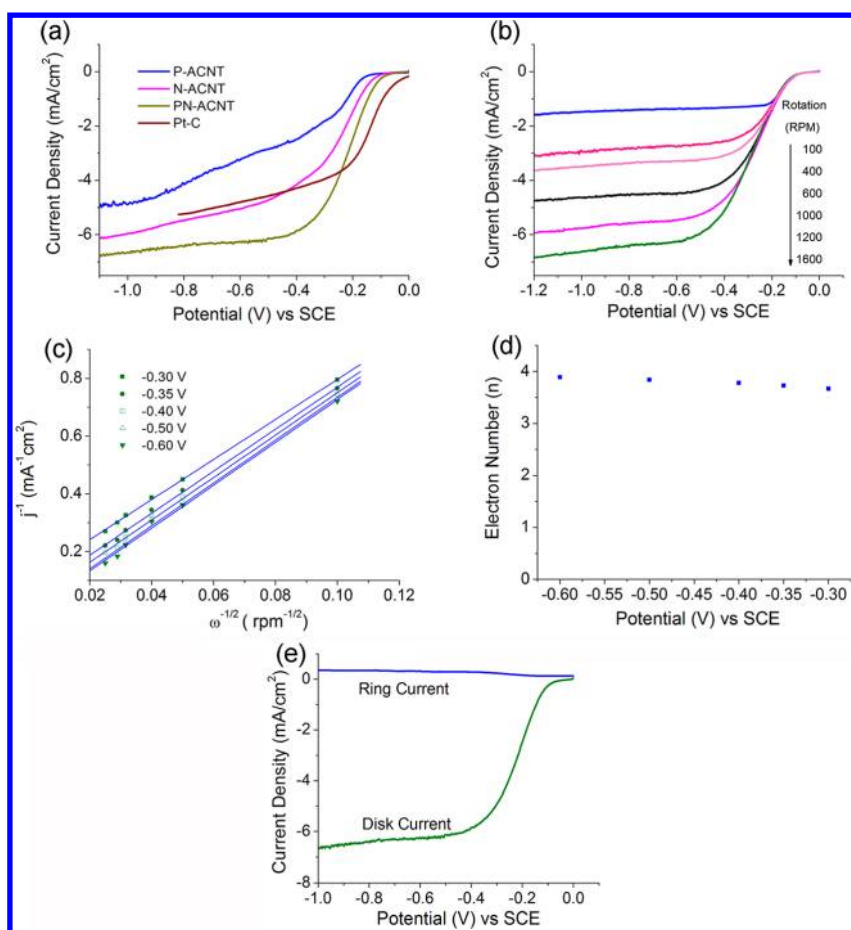 (a)
P-ACNT
N-ACNT
PN-ACNT
Pt-C
Current Density (mA/cm²)
0
-2
-4
-6
-1.0 -0.8 -0.6 -0.4 -0.2 0.0
Potential (V) vs SCE
(b)
Current Density (mA/cm²)
0
-2
-4
-6
Rotation
(RPM)
100
400
600
1000
1200
1600
-1.2 -1.0 -0.8 -0.6 -0.4 -0.2 0.0
Potential (V) vs SCE
(c)
-0.30 V
-0.35 V
-0.40 V
-0.50 V
-0.60 V
j⁻¹ (mA⁻¹cm²)
0.8
0.6
0.4
0.2
0.02 0.04 0.06 0.08 0.10 0.12
ω⁻¹/² ( rpm⁻¹/²)
(d)
Electron Number (n)
4
3
2
1
0
-0.60 -0.55 -0.50 -0.45 -0.40 -0.35 -0.30
Potential (V) vs SCE
(e)
Current Density (mA/cm²)
0
-2
-4
-6
-8
Ring Current
Disk Current
-1.0 -0.8 -0.6 -0.4 -0.2 0.0
Potential (V) vs SCE